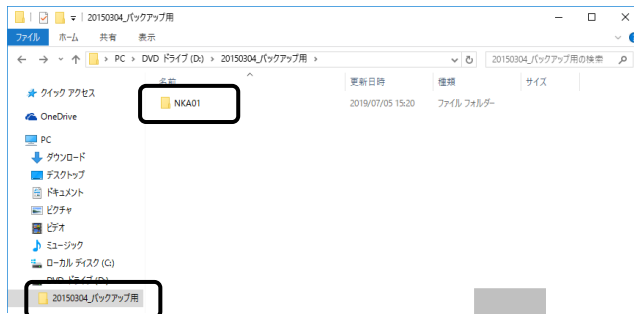 20150304_バックアップ用
ファイル ホーム 共有 表示
PC > DVD ドライブ (D:) > 20150304_バックアップ用 >
20150304_バックアップ用の検索
名前 更新日時 種類 サイズ
NKA01 2019/07/05 15:20 ファイル フォルダー
クイック アクセス
OneDrive
PC
ダウンロード
デスクトップ
ドキュメント
ピクチャ
ビデオ
ミュージック
ローカル ディスク (C:)
DVD ドライブ (D:)
20150304_バックアップ用